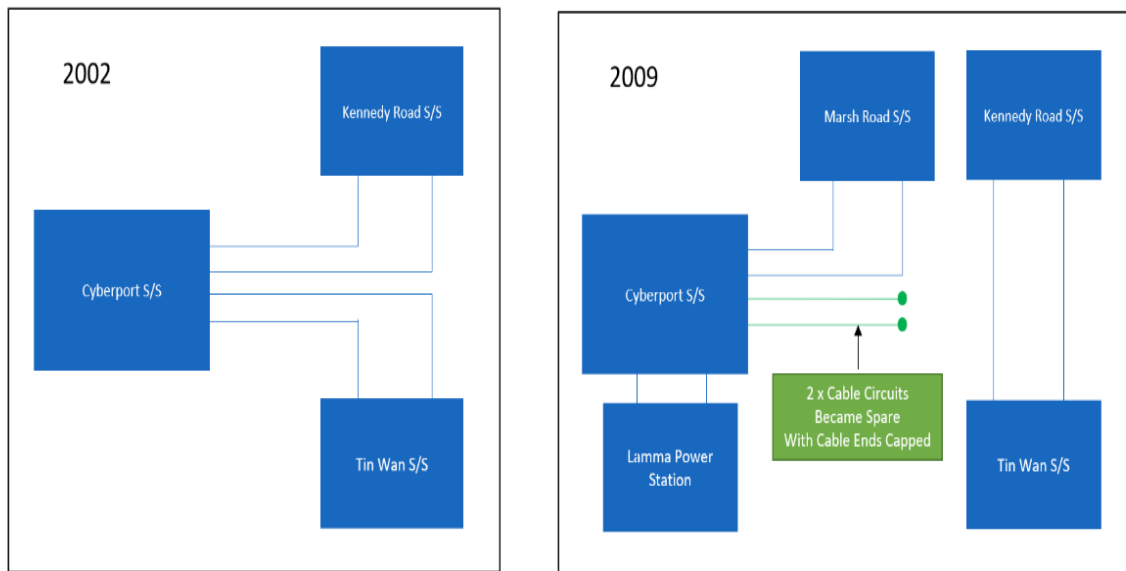 2002
Kennedy Road S/S
Cyberport S/S
Tin Wan S/S
2009
Marsh Road S/S
Kennedy Road S/S
Cyberport S/S
2 x Cable Circuits
Became Spare
With Cable Ends Capped
Lamma Power
Station
Tin Wan S/S